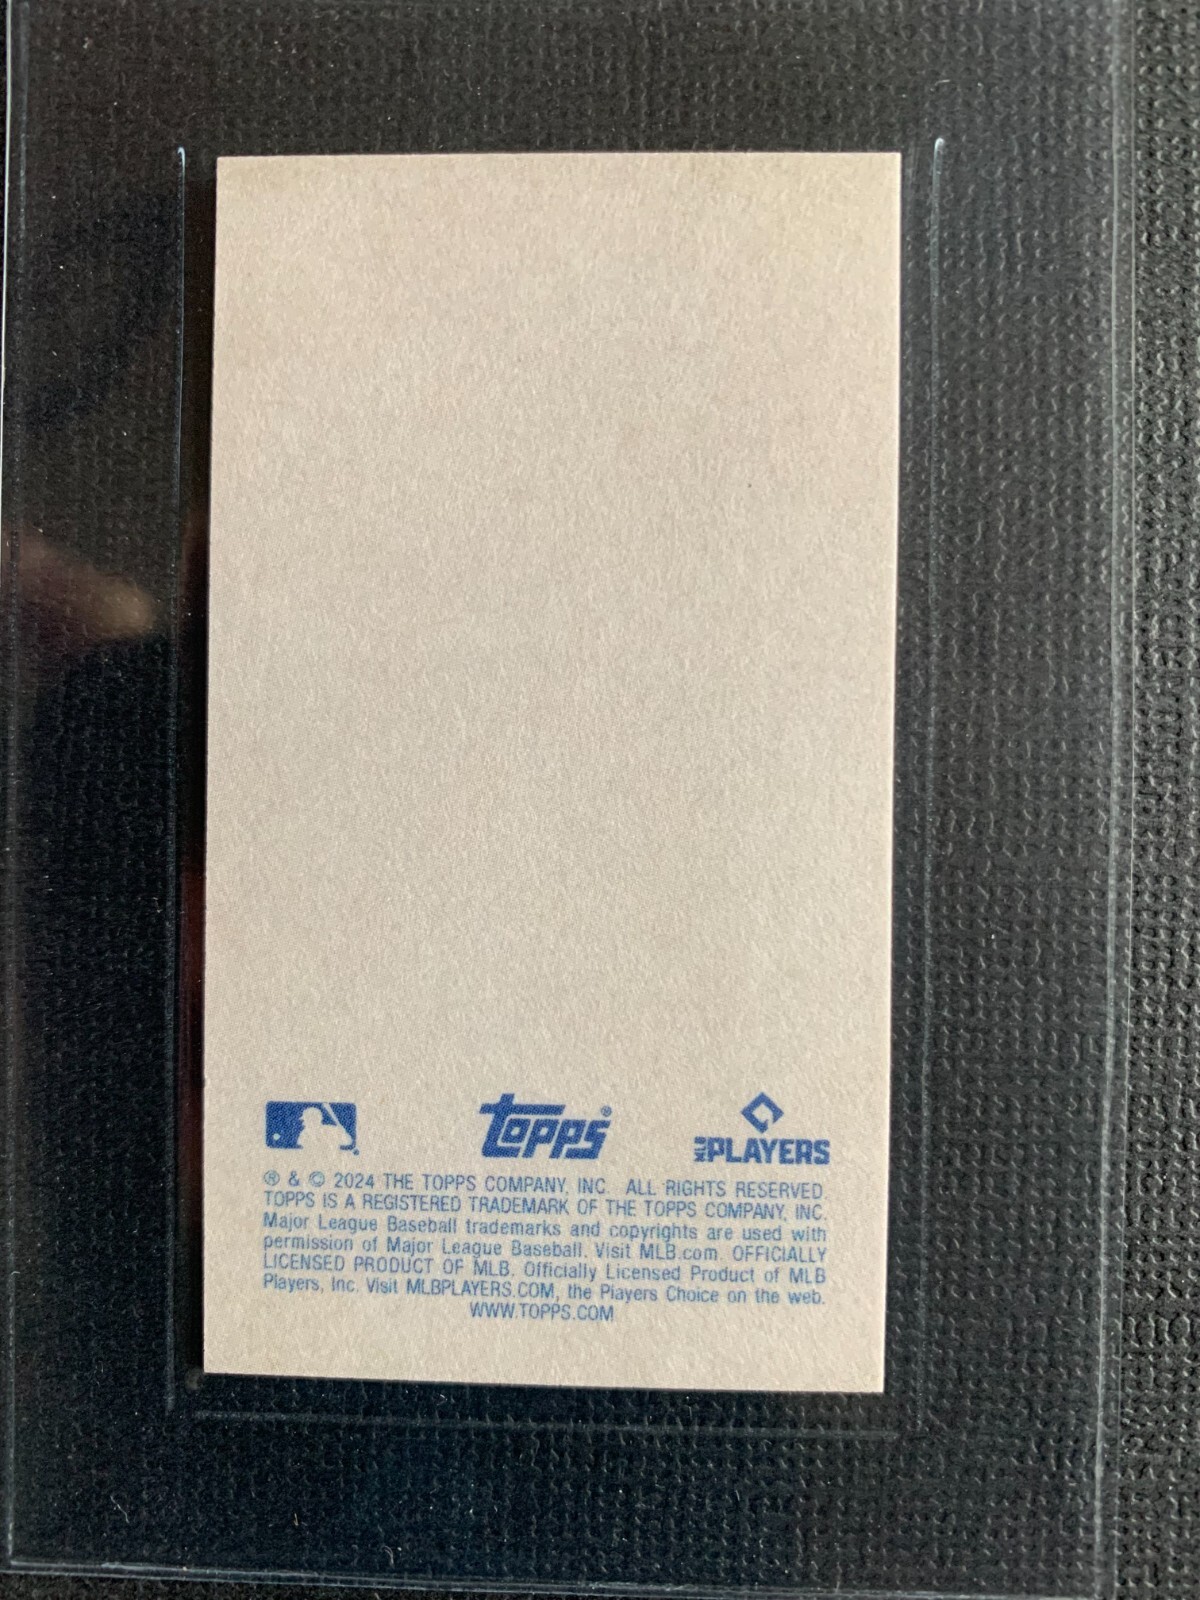 Topps®
MLB PLAYERS
® & © 2024 THE TOPPS COMPANY, INC. ALL RIGHTS RESERVED.
TOPPS IS A REGISTERED TRADEMARK OF THE TOPPS COMPANY, INC.
Major League Baseball trademarks and copyrights are used with
permission of Major League Baseball. Visit MLB.com. OFFICIALLY
LICENSED PRODUCT OF MLB. Officially Licensed Product of MLB
Players, Inc. Visit MLBPLAYERS.COM, the Players Choice on the web.
WWW.TOPPS.COM